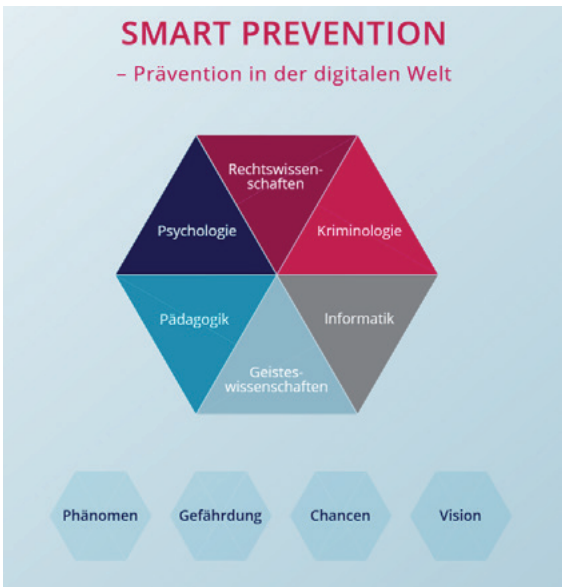 SMART PREVENTION
– Prävention in der digitalen Welt
Rechtswissen-
schaften
Psychologie
Kriminologie
Pädagogik
Informatik
Geistes-
wissenschaften
Phänomen
Gefährdung
Chancen
Vision